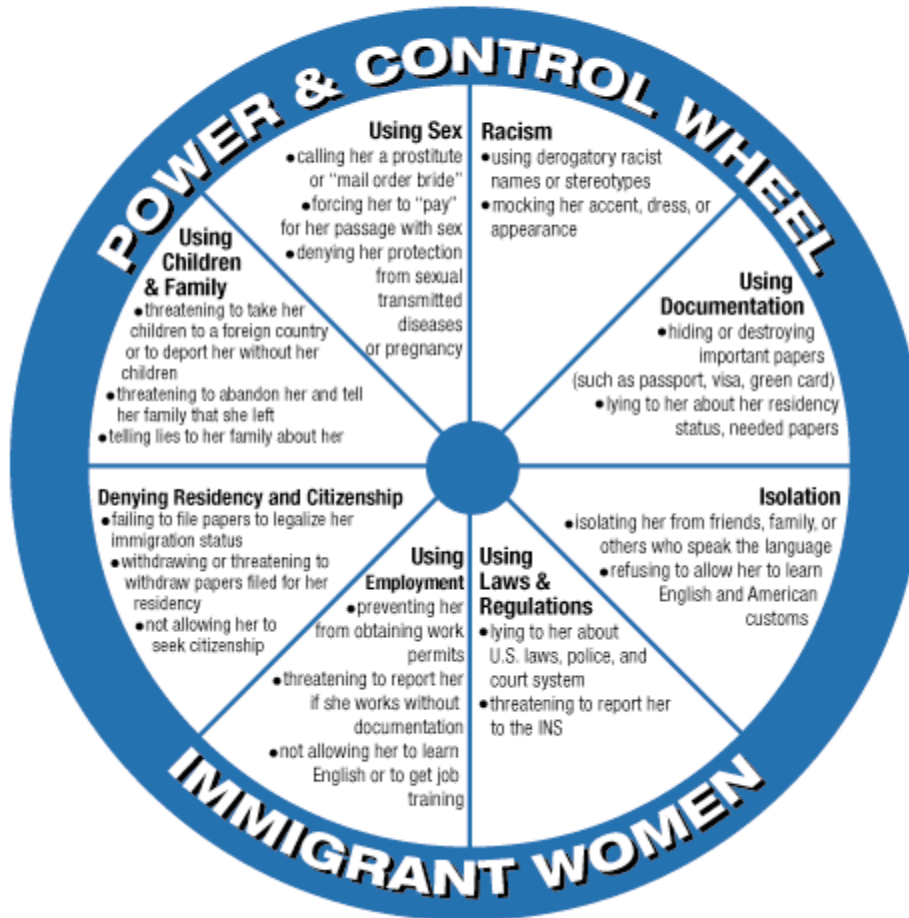 POWER & CONTROL WHEEL
Using Sex
•calling her a prostitute
or “mail order bride”
•forcing her to “pay”
for her passage with sex
•denying her protection
from sexual
transmitted
diseases
or pregnancy
Racism
•using derogatory racist
names or stereotypes
•mocking her accent, dress, or
appearance
Using
Documentation
•hiding or destroying
important papers
(such as passport, visa, green card)
•lying to her about her residency
status, needed papers
Isolation
•isolating her from friends, family, or
others who speak the language
•refusing to allow her to learn
English and American
customs
Using
Laws &
Regulations
•lying to her about
U.S. laws, police, and
court system
•threatening to report her
to the INS
Using
Employment
•preventing her
from obtaining work
permits
•threatening to report her
if she works without
documentation
•not allowing her to learn
English or to get job
training
Denying Residency and Citizenship
•failing to file papers to legalize her
immigration status
•withdrawing or threatening to
withdraw papers filed for her
residency
•not allowing her to
seek citizenship
Using
Children
& Family
•threatening to take her
children to a foreign country
or to deport her without her
children
•threatening to abandon her and tell
her family that she left
•telling lies to her family about her
IMMIGRANT WOMEN